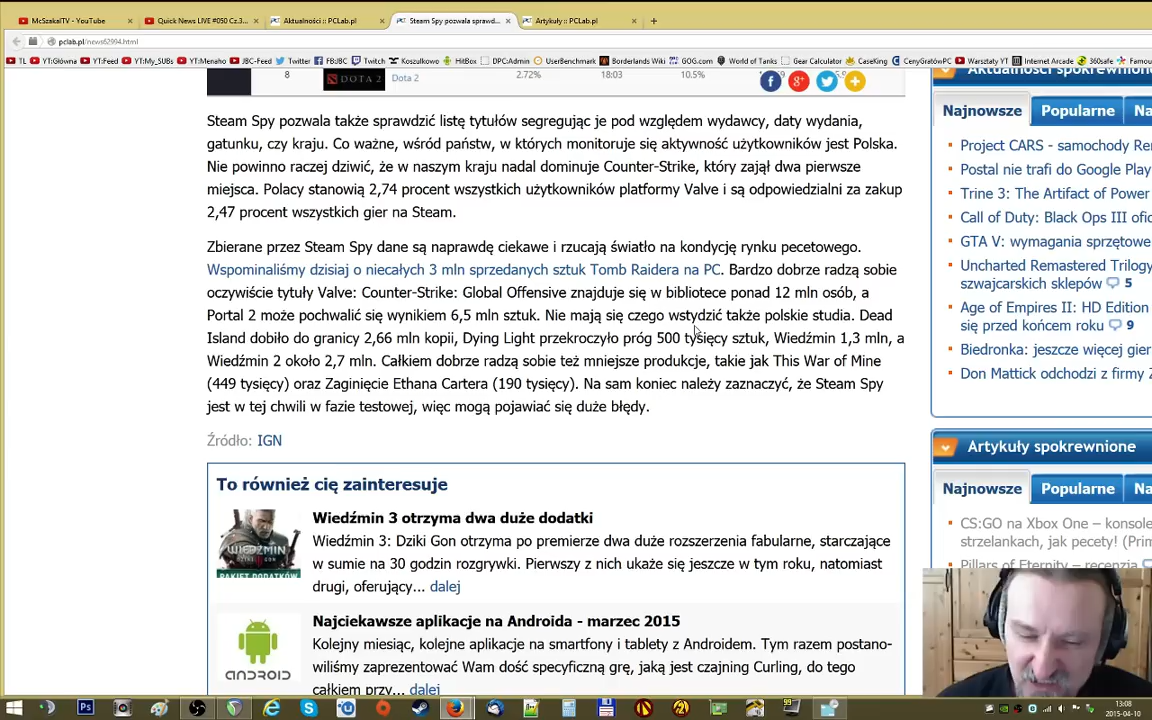 McSzakalTV - YouTube
Quick News LIVE #050 Cz.3...
Aktualności :: PCLab.pl
Steam Spy pozwala sprawd...
Artykuły :: PCLab.pl
pclab.pl/news62994.html
TL YT:Główna YT:Feed YT:My_SUBs YT:Menaho JBC-Feed Twitter FB:JBC Twitch Koszulkowo HitBox DPC:Admin UserBenchmark Borderlands Wiki GOG.com World of Tanks Gear Calculator CaseKing CenyGratówPC Warsztaty YT Internet Arcade 360safe Famou
8 DOTA 2 Dota 2 2.72% 18:03 10.5%
Steam Spy pozwala także sprawdzić listę tytułów segregując je pod względem wydawcy, daty wydania,
gatunku, czy kraju. Co ważne, wśród państw, w których monitoruje się aktywność użytkowników jest Polska.
Nie powinno raczej dziwić, że w naszym kraju nadal dominuje Counter-Strike, który zajął dwa pierwsze
miejsca. Polacy stanowią 2,74 procent wszystkich użytkowników platformy Valve i są odpowiedzialni za zakup
2,47 procent wszystkich gier na Steam.
Zbierane przez Steam Spy dane są naprawdę ciekawe i rzucają światło na kondycję rynku pecetowego.
Wspominaliśmy dzisiaj o niecałych 3 mln sprzedanych sztuk Tomb Raidera na PC. Bardzo dobrze radzą sobie
oczywiście tytuły Valve: Counter-Strike: Global Offensive znajduje się w bibliotece ponad 12 mln osób, a
Portal 2 może pochwalić się wynikiem 6,5 mln sztuk. Nie mają się czego wstydzić także polskie studia. Dead
Island dobiło do granicy 2,66 mln kopii, Dying Light przekroczyło próg 500 tysięcy sztuk, Wiedźmin 1,3 mln, a
Wiedźmin 2 około 2,7 mln. Całkiem dobrze radzą sobie też mniejsze produkcje, takie jak This War of Mine
(449 tysięcy) oraz Zaginięcie Ethana Cartera (190 tysięcy). Na sam koniec należy zaznaczyć, że Steam Spy
jest w tej chwili w fazie testowej, więc mogą pojawiać się duże błędy.
Źródło: IGN
To również cię zainteresuje
Wiedźmin 3 otrzyma dwa duże dodatki
Wiedźmin 3: Dziki Gon otrzyma po premierze dwa duże rozszerzenia fabularne, starczające
w sumie na 30 godzin rozgrywki. Pierwszy z nich ukaże się jeszcze w tym roku, natomiast
drugi, oferujący... dalej
WIEDŹMIN
PAKIET DODATKÓW
Najciekawsze aplikacje na Androida - marzec 2015
Kolejny miesiąc, kolejne aplikacje na smartfony i tablety z Androidem. Tym razem postano-
wiliśmy zaprezentować Wam dość specyficzną grę, jaką jest czajning Curling, do tego
całkiem przy... dalej
ANDROID
Aktualności spokrewnione
Najnowsze Popularne Na
Project CARS - samochody Re
Postal nie trafi do Google Play
Trine 3: The Artifact of Power
Call of Duty: Black Ops III ofic
GTA V: wymagania sprzętowe
Uncharted Remastered Trilogy
szwajcarskich sklepów 5
Age of Empires II: HD Edition
się przed końcem roku 9
Biedronka: jeszcze więcej gier
Don Mattick odchodzi z firmy Z
Artykuły spokrewnione
Najnowsze Popularne Na
CS:GO na Xbox One – konsole
strzelankach, jak pecety! (Prim
Pillars of Eternity – recenzja
13:08
2015-04-10